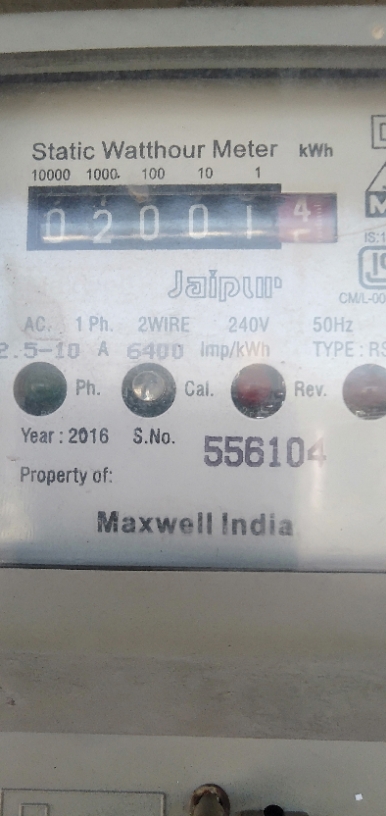 Static Watthour Meter kWh
10000 1000 100 10 1
0 2 0 0 1 4
Jaipur
AC. 1 Ph. 2WIRE 240V 50Hz
2.5-10 A 6400 Imp/kWh TYPE : RS
Ph. Cal. Rev.
Year : 2016 S.No. 556104
Property of:
Maxwell India